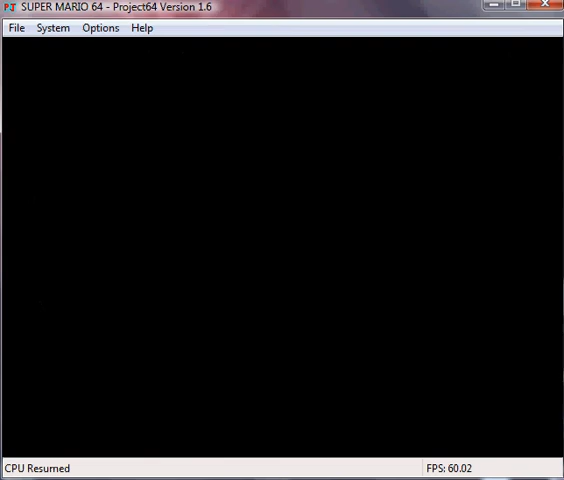 SUPER MARIO 64 - Project64 Version 1.6
File System Options Help
CPU Resumed FPS: 60.02